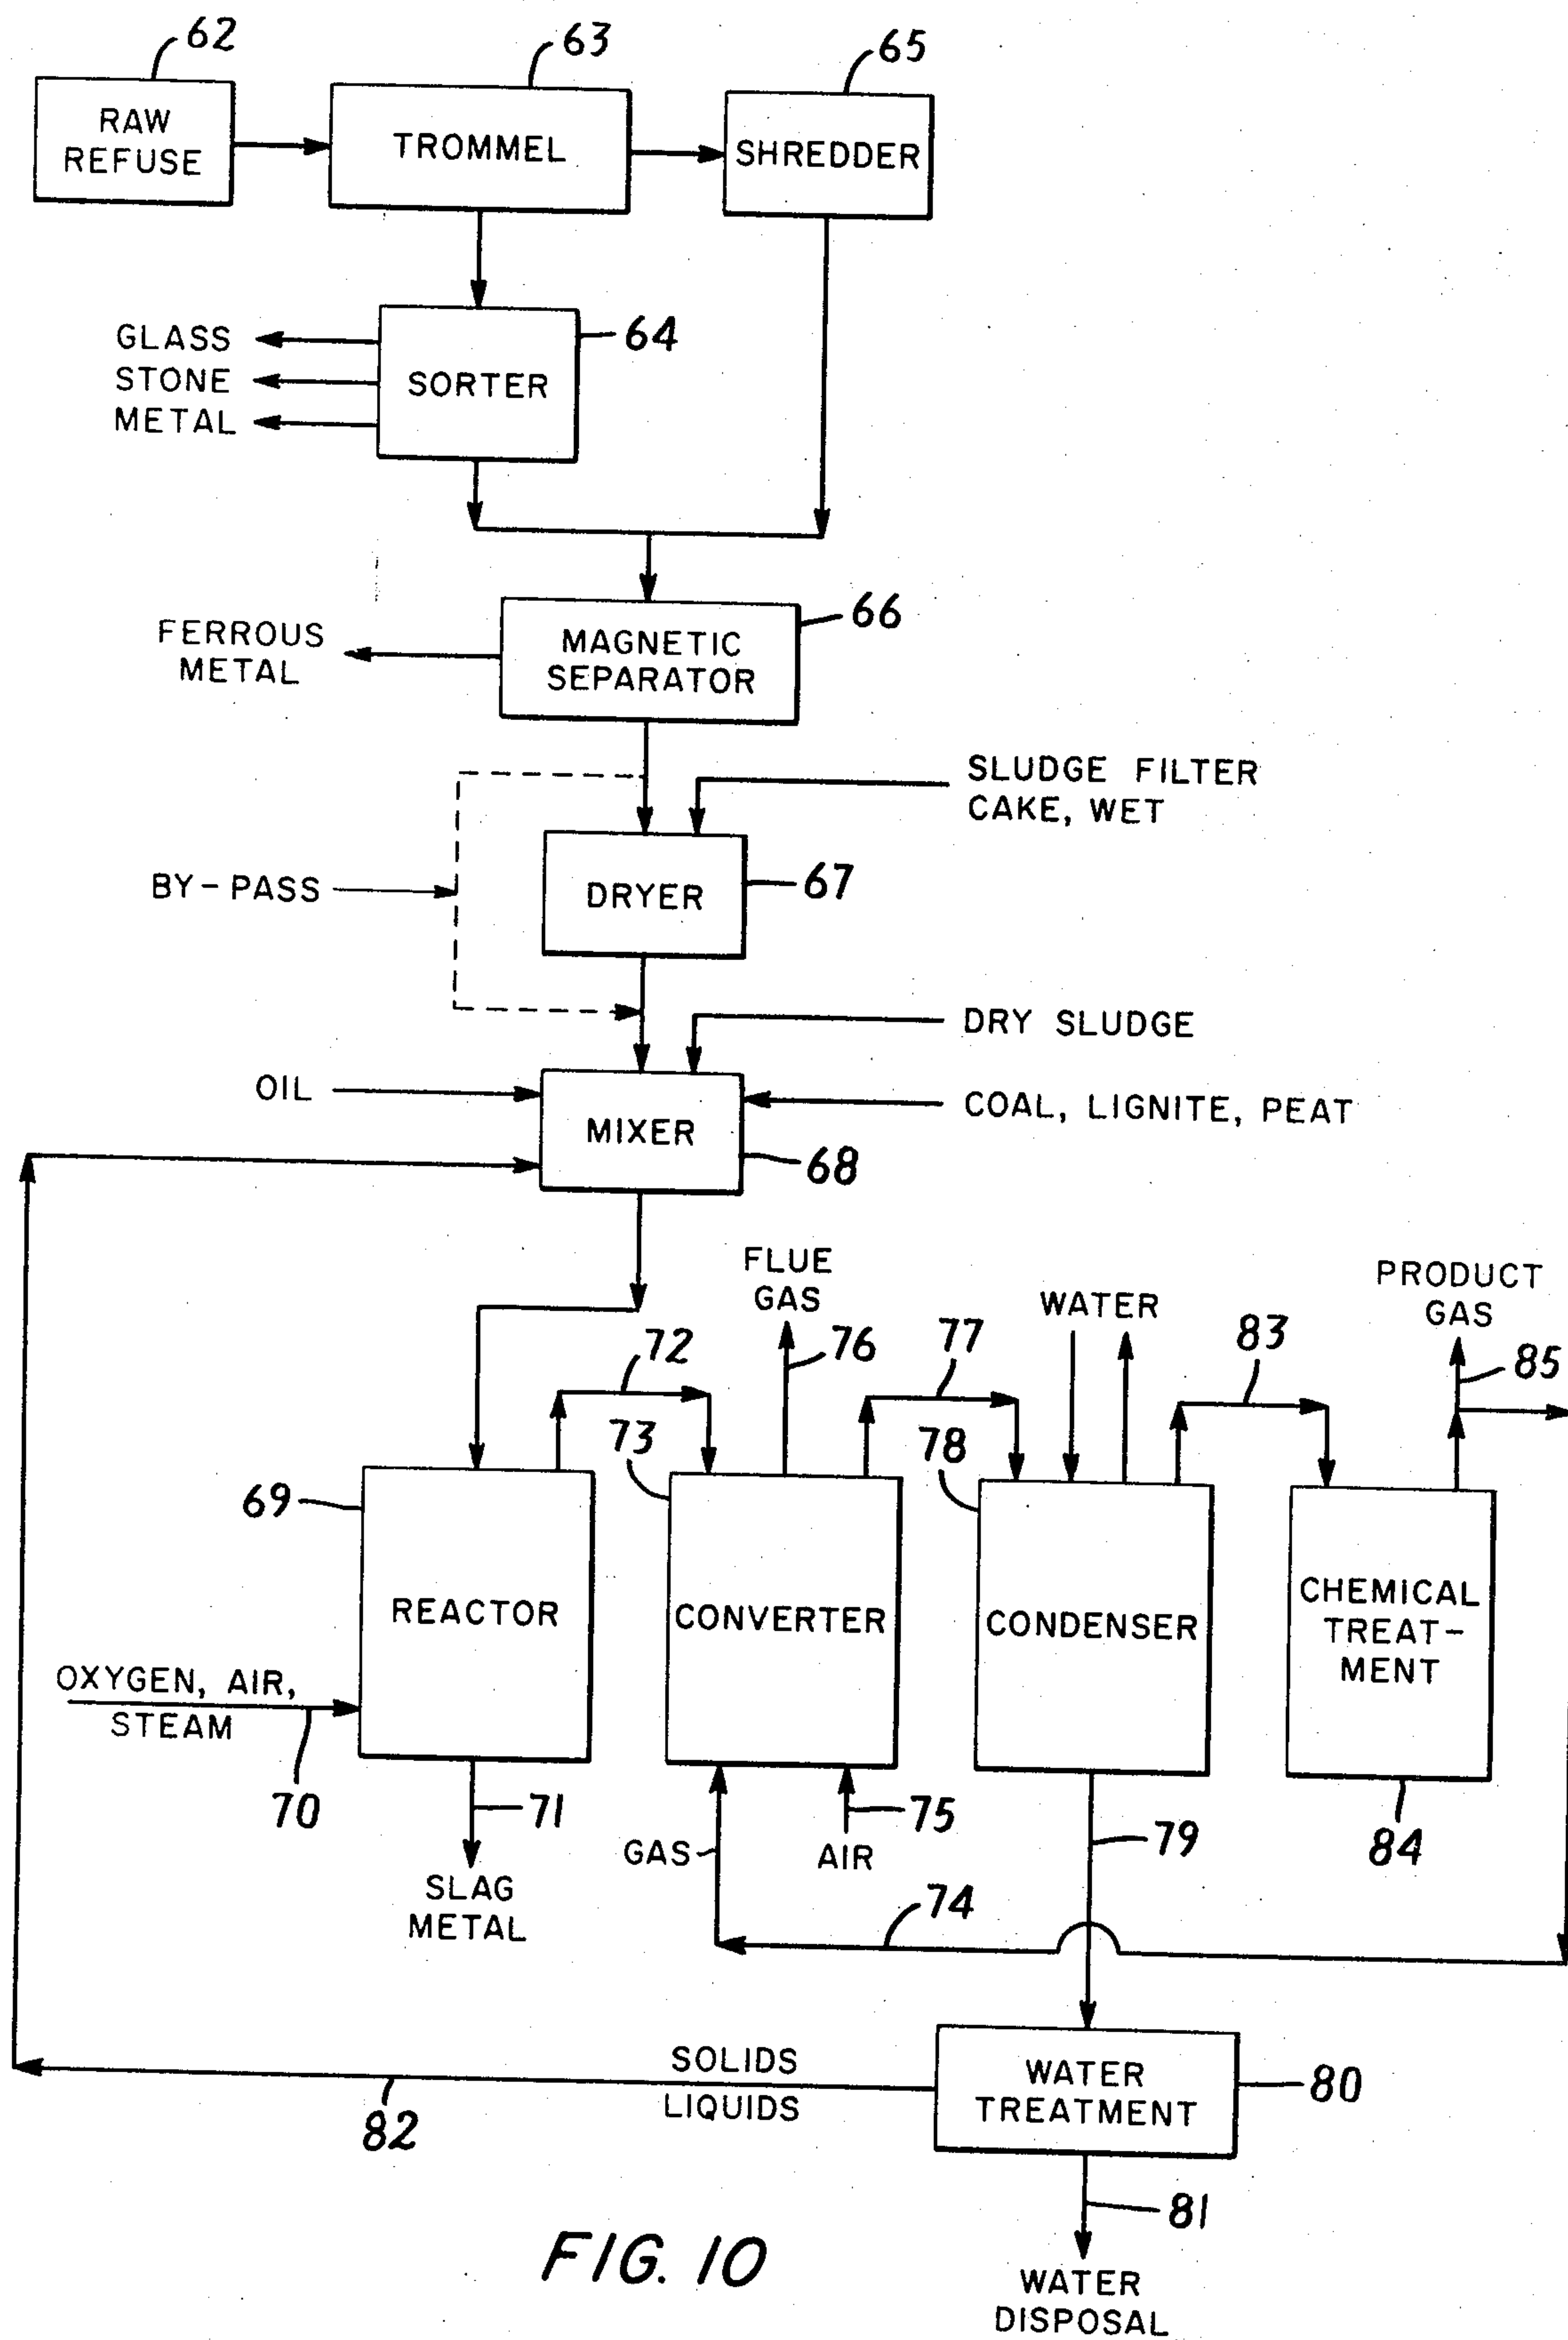 62
63
65
RAW
REFUSE
TROMMEL
SHREDDER
GLASS
STONE
METAL
SORTER
64
FERROUS
METAL
MAGNETIC
SEPARATOR
66
SLUDGE FILTER
CAKE, WET
BY-PASS
DRYER
67
DRY SLUDGE
OIL
MIXER
COAL, LIGNITE, PEAT
68
FLUE
GAS
WATER
PRODUCT
GAS
72
76
77
83
85
73
78
69
REACTOR
CONVERTER
CONDENSER
CHEMICAL
TREAT-
MENT
OXYGEN, AIR,
STEAM
70
71
GAS
75
AIR
79
84
SLAG
METAL
74
SOLIDS
LIQUIDS
82
WATER
TREATMENT
80
81
WATER
DISPOSAL
FIG. 10